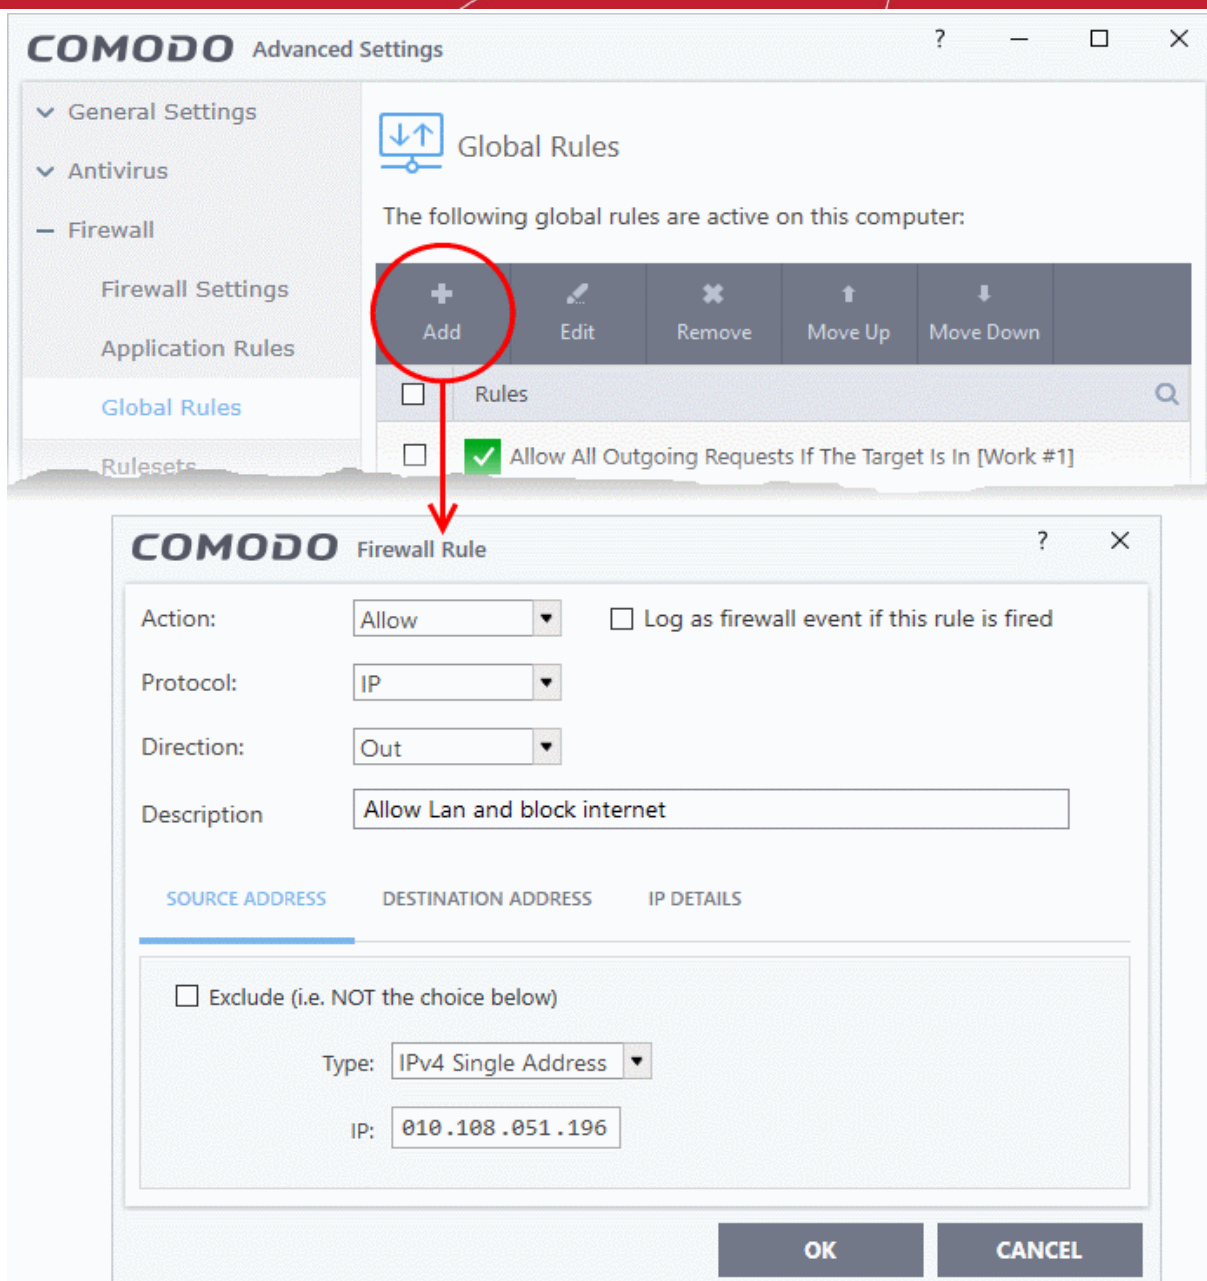 COMODO Advanced Settings ?
General Settings
Antivirus
Firewall
Firewall Settings
Application Rules
Global Rules
Rulesets
Global Rules
The following global rules are active on this computer:
Add Edit Remove Move Up Move Down
Rules
Allow All Outgoing Requests If The Target Is In [Work #1]
COMODO Firewall Rule ?
Action: Allow Log as firewall event if this rule is fired
Protocol: IP
Direction: Out
Description Allow Lan and block internet
SOURCE ADDRESS DESTINATION ADDRESS IP DETAILS
Exclude (i.e. NOT the choice below)
Type: IPv4 Single Address
IP: 010.108.051.196
OK CANCEL